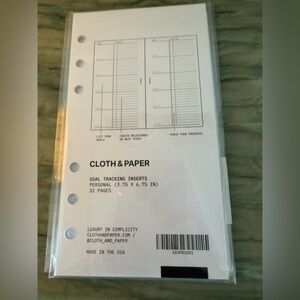 LIST YOUR GOALS
CREATE MILESTONES OR NEXT STEPS
TRACK YOUR PROGRESS
CLOTH & PAPER
GOAL TRACKING INSERTS
PERSONAL (3.75 X 6.75 IN)
32 PAGES
LUXURY IN SIMPLICITY
CLOTHANDPAPER.COM /
@CLOTH_AND_PAPER
MADE IN THE USA